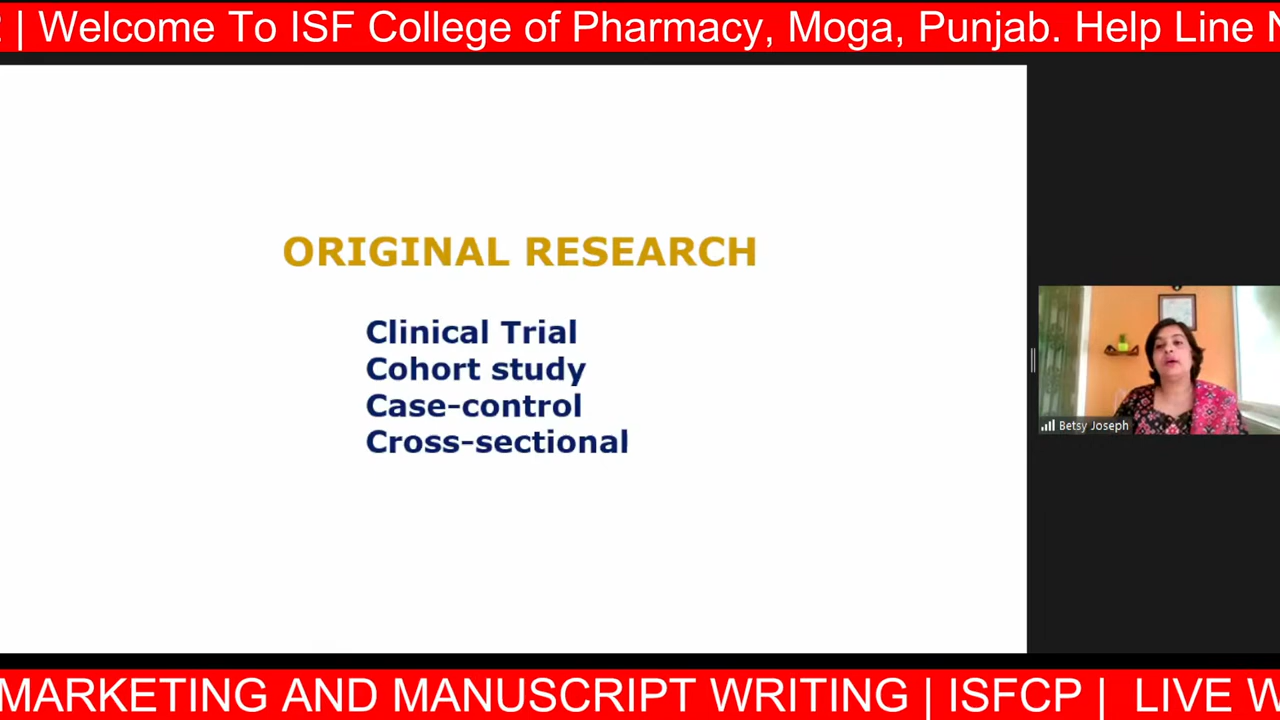 | Welcome To ISF College of Pharmacy, Moga, Punjab. Help Line
ORIGINAL RESEARCH
Clinical Trial
Cohort study
Case-control
Cross-sectional
Betsy Joseph
MARKETING AND MANUSCRIPT WRITING | ISFCP | LIVE